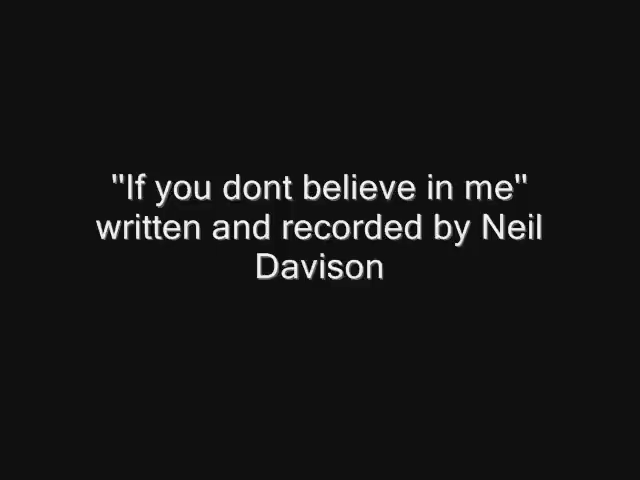 "If you dont believe in me"
written and recorded by Neil
Davison